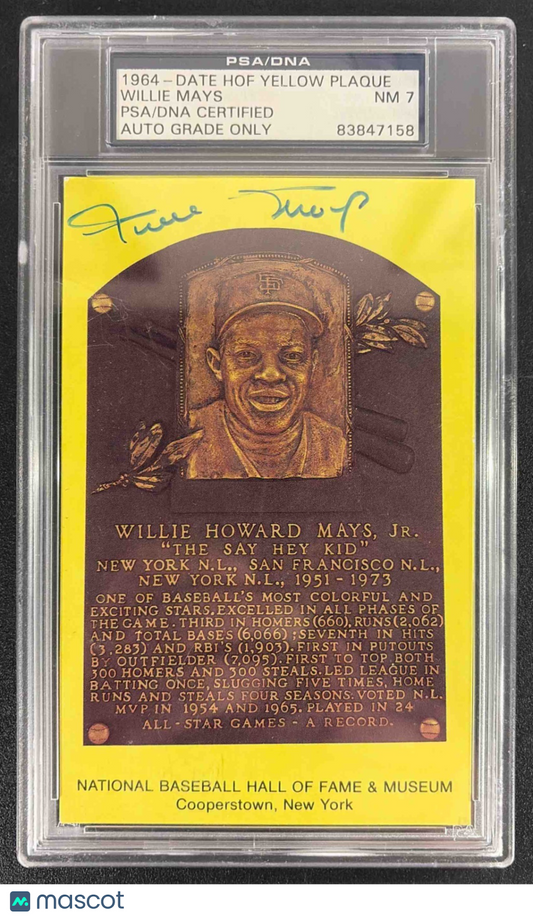 PSA/DNA
1964 - DATE HOF YELLOW PLAQUE
WILLIE MAYS NM 7
PSA/DNA CERTIFIED
AUTO GRADE ONLY 83847158
Willie Mays
SF
WILLIE HOWARD MAYS, JR.
"THE SAY HEY KID"
NEW YORK N.L., SAN FRANCISCO N.L.,
NEW YORK N.L., 1951 - 1973
ONE OF BASEBALL'S MOST COLORFUL AND
EXCITING STARS. EXCELLED IN ALL PHASES OF
THE GAME. THIRD IN HOMERS (660), RUNS (2,062)
AND TOTAL BASES (6,066); SEVENTH IN HITS
(3,283) AND RBI'S (1,903). FIRST IN PUTOUTS
BY OUTFIELDER (7,095). FIRST TO TOP BOTH
300 HOMERS AND 300 STEALS. LED LEAGUE IN
BATTING ONCE, SLUGGING FIVE TIMES, HOME
RUNS AND STEALS FOUR SEASONS. VOTED N.L.
MVP IN 1954 AND 1965. PLAYED IN 24
ALL - STAR GAMES - A RECORD.
NATIONAL BASEBALL HALL OF FAME & MUSEUM
Cooperstown, New York
mascot